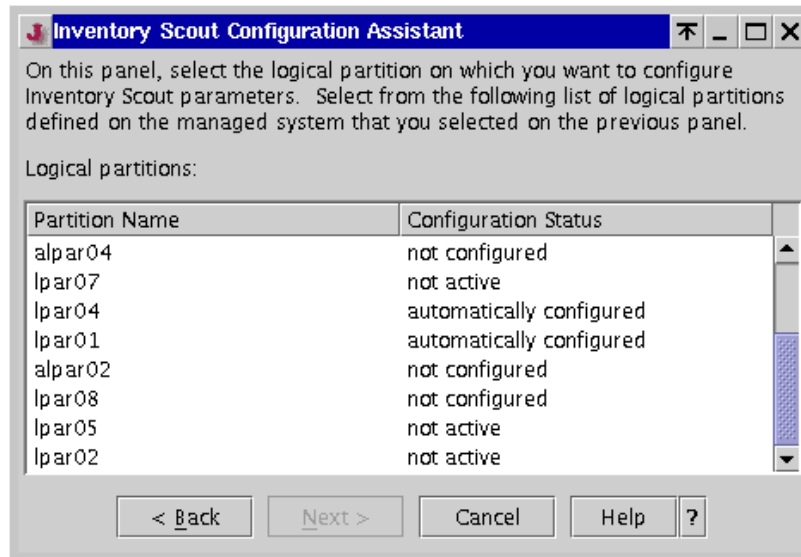 Inventory Scout Configuration Assistant
On this panel, select the logical partition on which you want to configure
Inventory Scout parameters. Select from the following list of logical partitions
defined on the managed system that you selected on the previous panel.
Logical partitions:
Partition Name Configuration Status
alpar04 not configured
lpar07 not active
lpar04 automatically configured
lpar01 automatically configured
alpar02 not configured
lpar08 not configured
lpar05 not active
lpar02 not active
< Back Next > Cancel Help ?